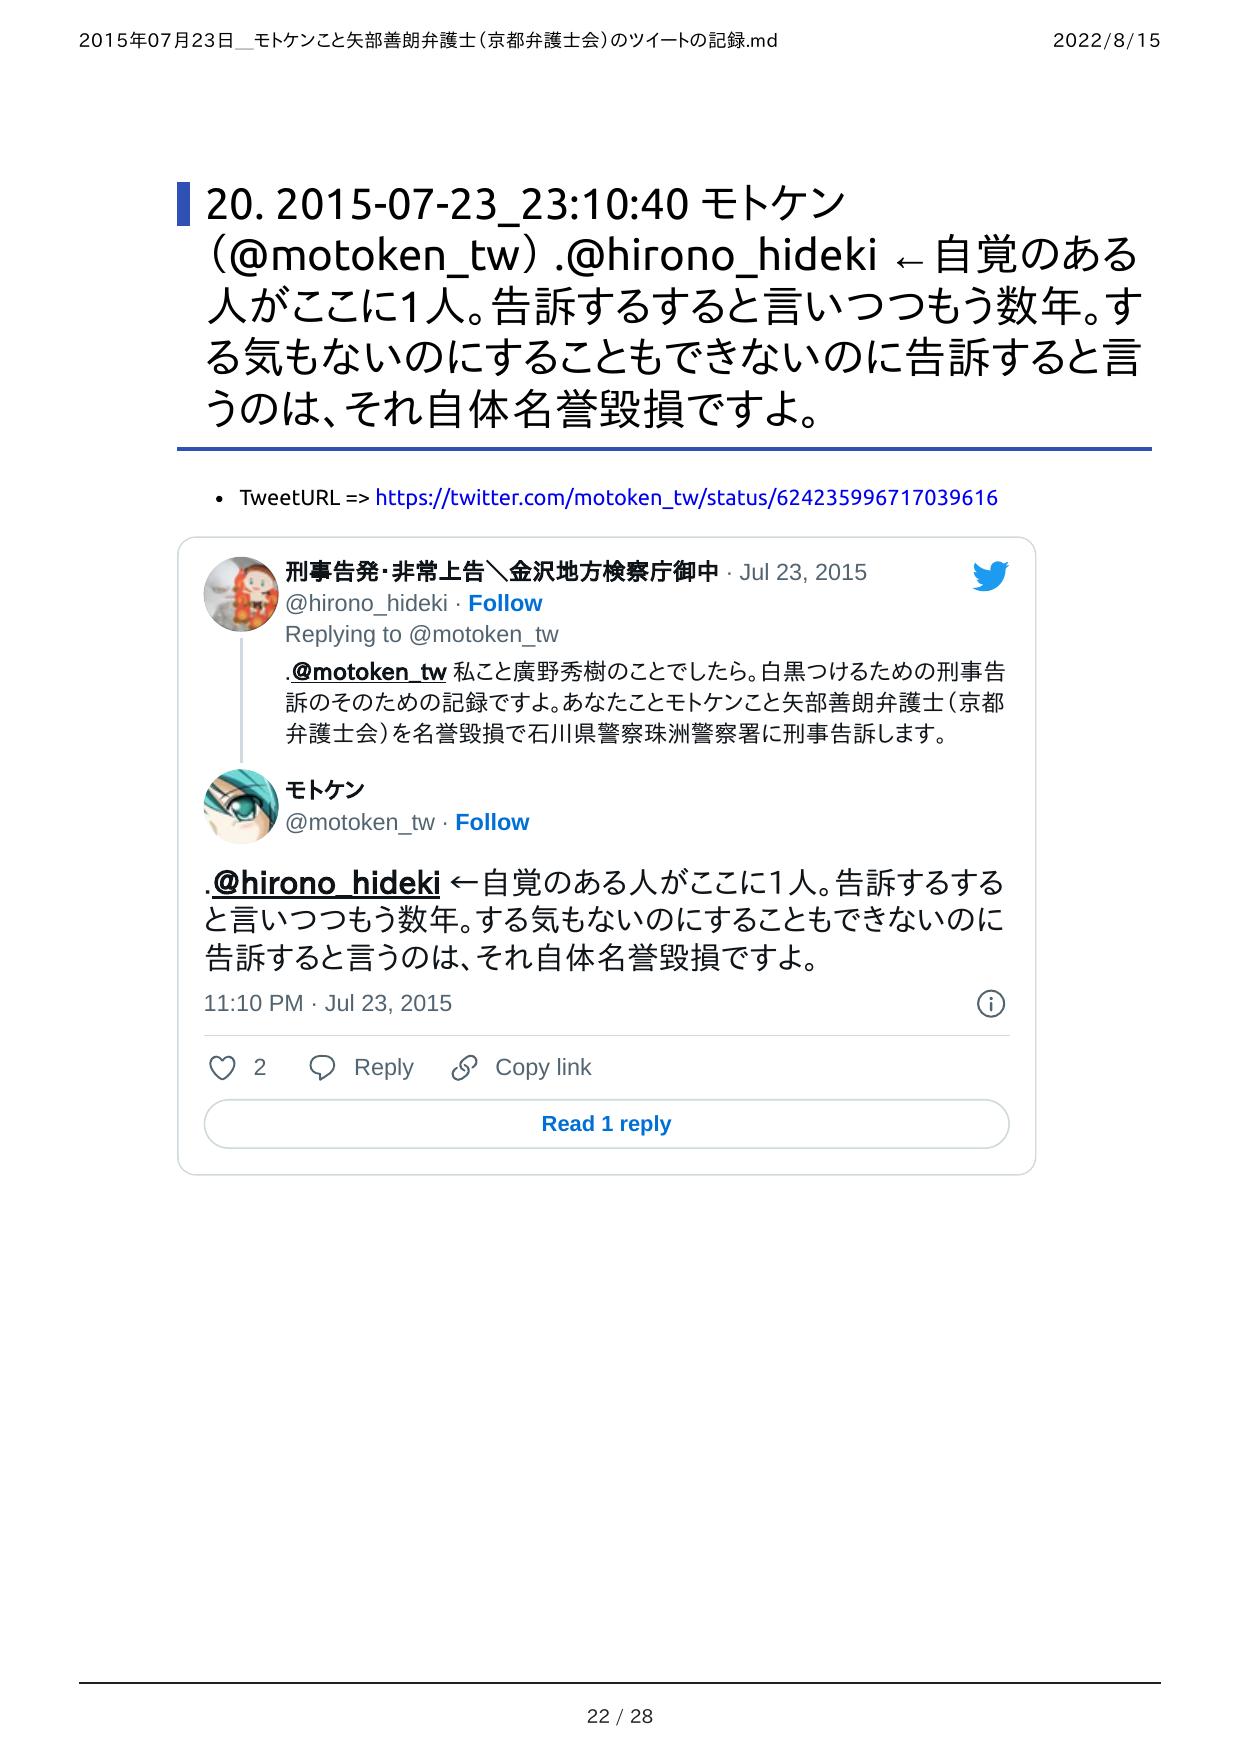 2015年07月23日__モトケンこと矢部善朗弁護士（京都弁護士会）のツイートの記録.md 2022/8/15
20. 2015-07-23_23:10:40 モトケン
（@motoken_tw） .@hirono_hideki ←自覚のある
人がここに1人。告訴するすると言いつつもう数年。す
る気もないのにすることもできないのに告訴すると言
うのは、それ自体名誉毀損ですよ。
• TweetURL => https://twitter.com/motoken_tw/status/624235996717039616
刑事告発・非常上告＼金沢地方検察庁御中 · Jul 23, 2015
@hirono_hideki · Follow
Replying to @motoken_tw
.@motoken_tw 私こと廣野秀樹のことでしたら。白黒つけるための刑事告
訴のそのための記録ですよ。あなたことモトケンこと矢部善朗弁護士（京都
弁護士会）を名誉毀損で石川県警察珠洲警察署に刑事告訴します。
モトケン
@motoken_tw · Follow
.@hirono_hideki ←自覚のある人がここに1人。告訴するする
と言いつつもう数年。する気もないのにすることもできないのに
告訴すると言うのは、それ自体名誉毀損ですよ。
11:10 PM · Jul 23, 2015
2 Reply Copy link
Read 1 reply
22 / 28